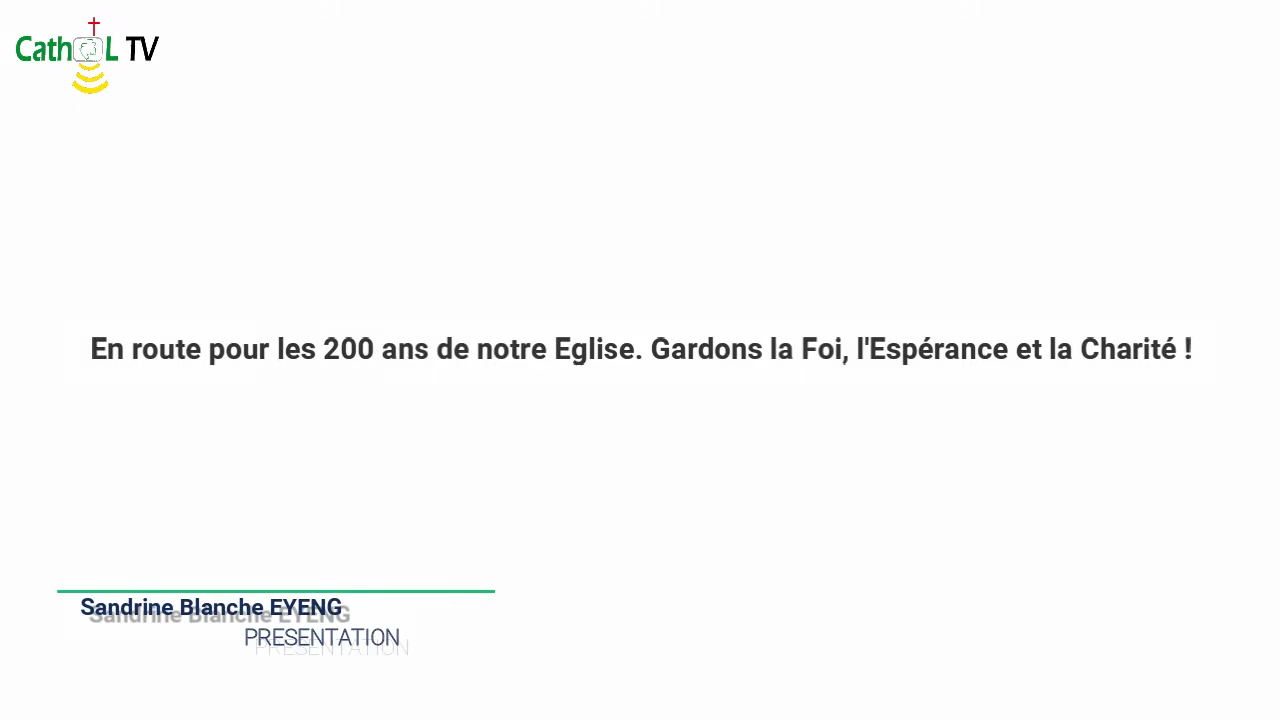 CathOL TV
En route pour les 200 ans de notre Eglise. Gardons la Foi, l'Espérance et la Charité !
Sandrine Blanche EYENG
PRESENTATION